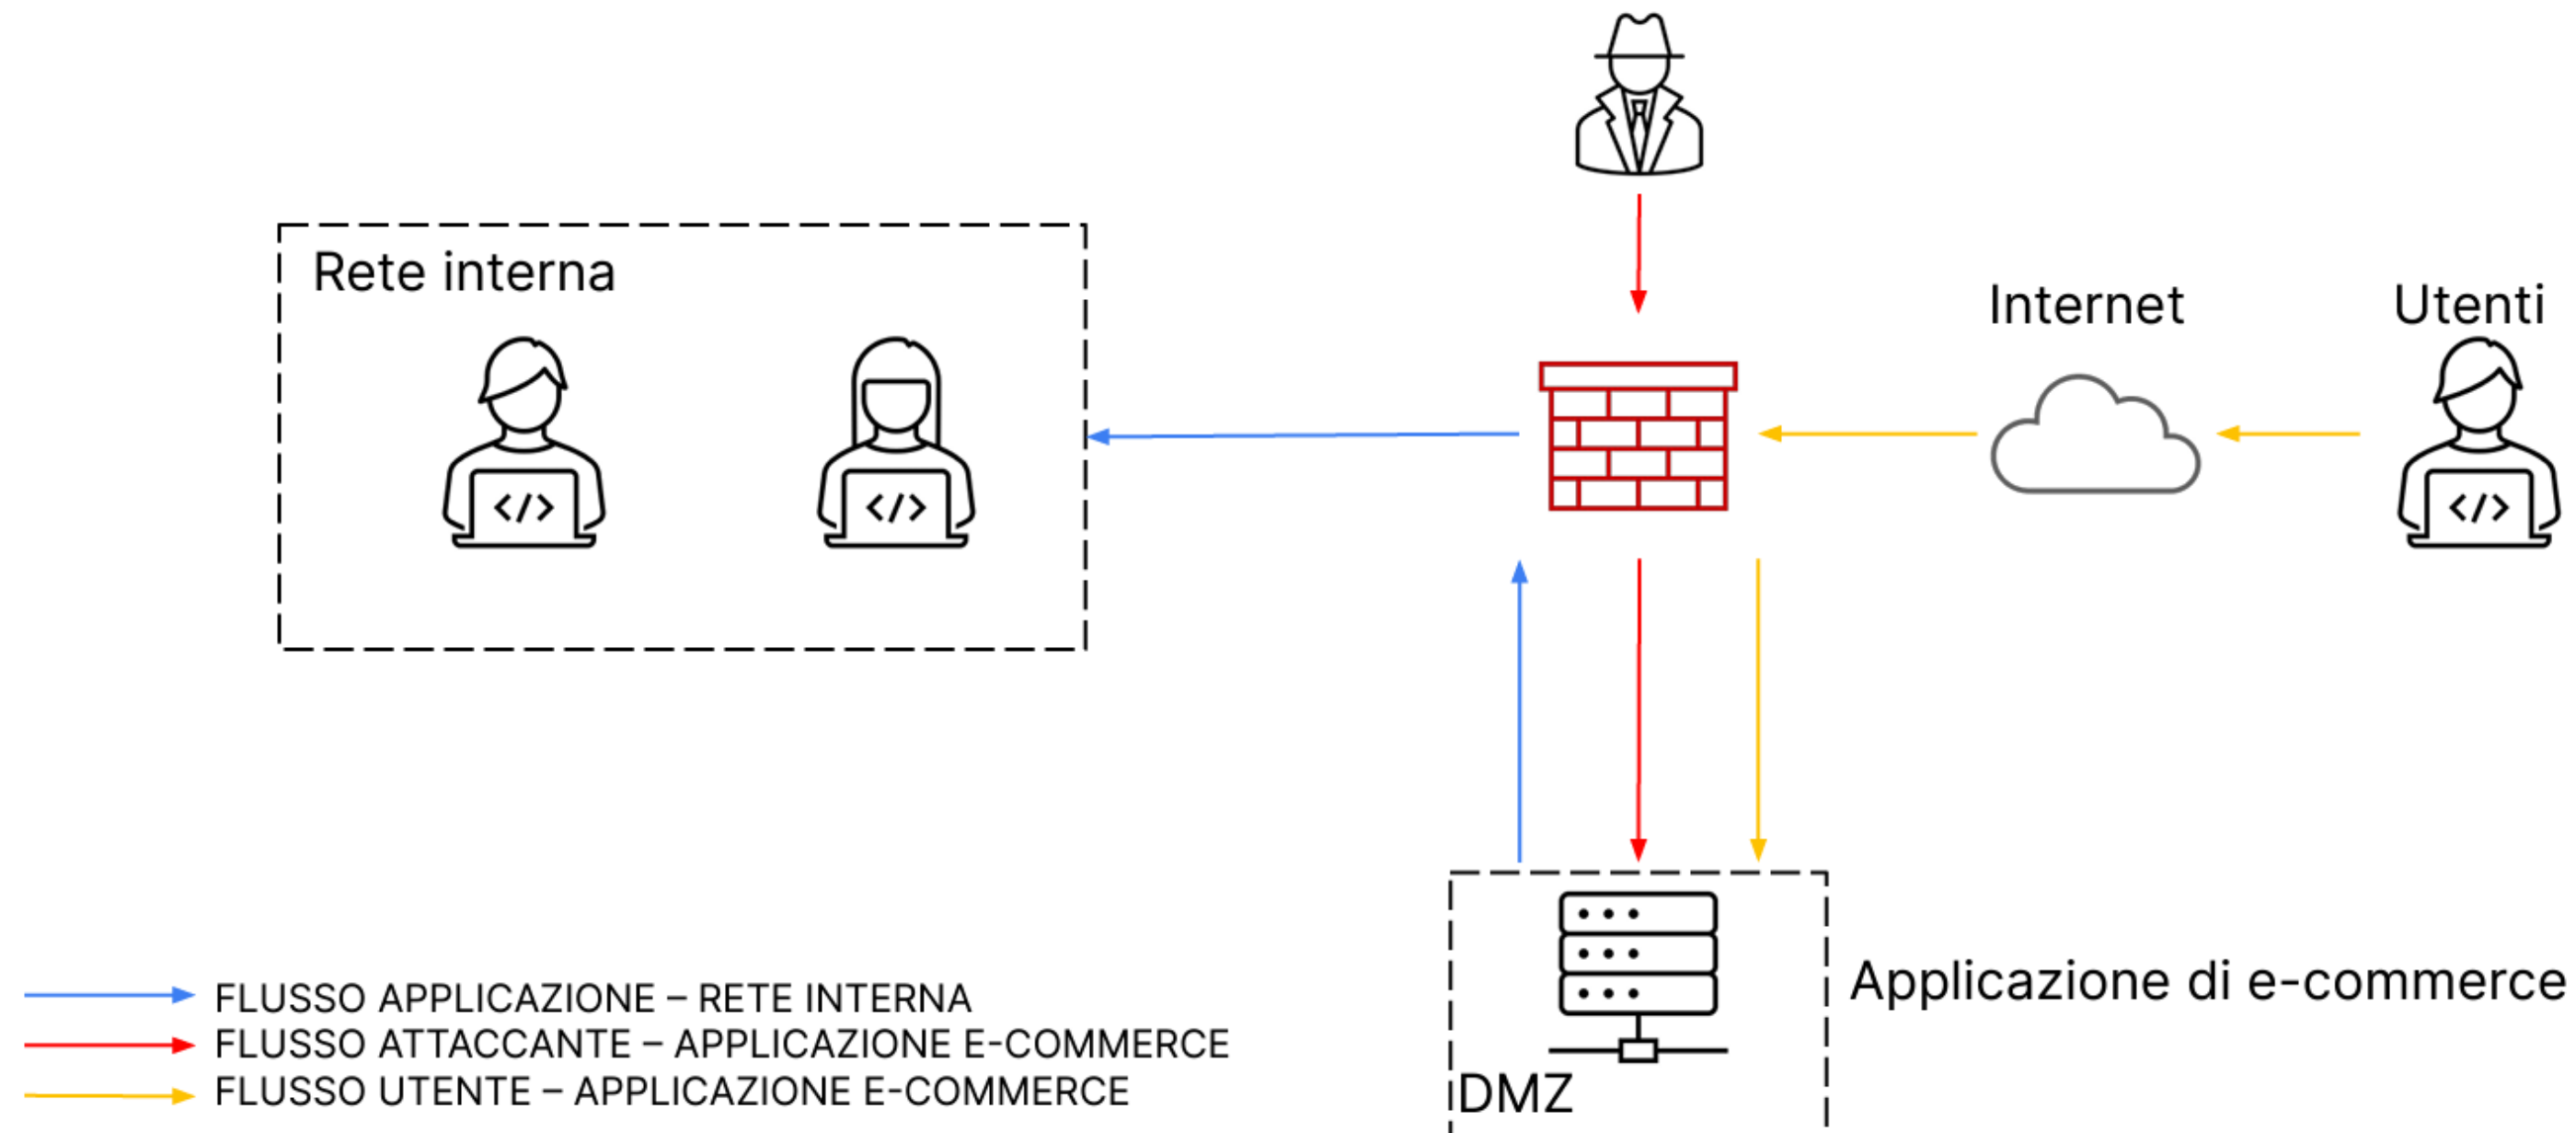 Rete interna
Internet
Utenti
</>
</>
</>
Applicazione di e-commerce
DMZ
FLUSSO APPLICAZIONE – RETE INTERNA
FLUSSO ATTACCANTE – APPLICAZIONE E-COMMERCE
FLUSSO UTENTE – APPLICAZIONE E-COMMERCE